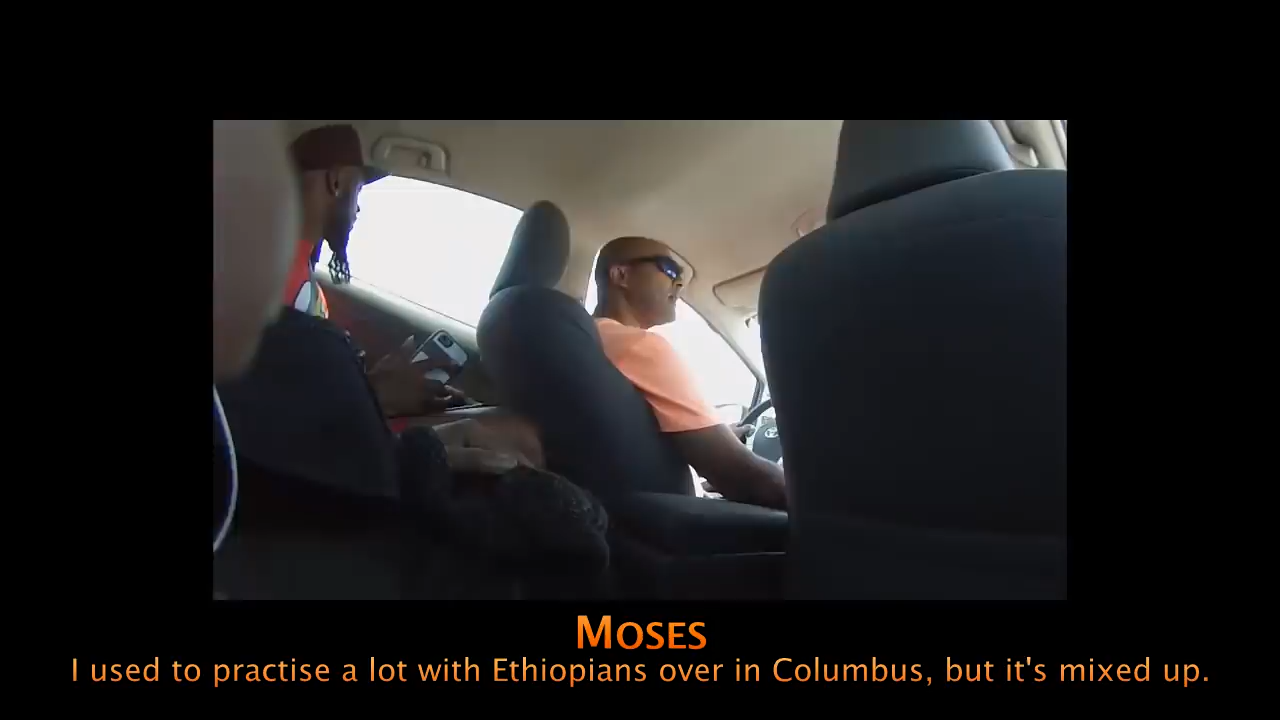 Moses
I used to practise a lot with Ethiopians over in Columbus, but it's mixed up.